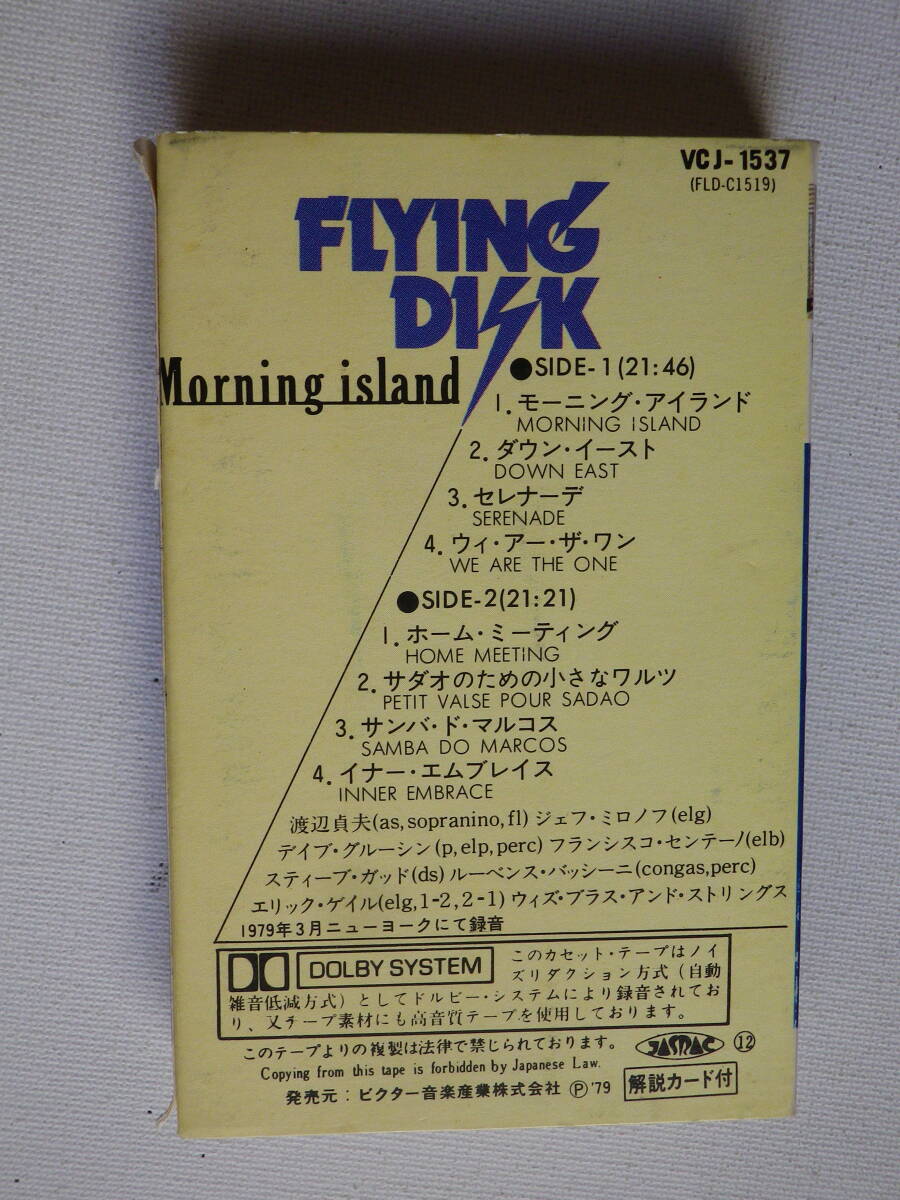 VCJ-1537
(FLD-C1519)
FLYING
DISK
Morning island
●SIDE-1(21:46)
1.モーニング・アイランド
MORNING ISLAND
2.ダウン・イースト
DOWN EAST
3.セレナーデ
SERENADE
4.ウィ・アー・ザ・ワン
WE ARE THE ONE
●SIDE-2(21:21)
1.ホーム・ミーティング
HOME MEETING
2.サダオのための小さなワルツ
PETIT VALSE POUR SADAO
3.サンバ・ド・マルコス
SAMBA DO MARCOS
4.イナー・エムブレイス
INNER EMBRACE
渡辺貞夫(as,sopranino,fl)ジェフ・ミロノフ(elg)
デイブ・グルーシン(p,elp,perc)フランシスコ・センテーノ(elb)
スティーブ・ガッド(ds)ルーベンス・バッシーニ(congas,perc)
エリック・ゲイル(elg,1-2,2-1)ウィズ・ブラス・アンド・ストリングス
1979年3月ニューヨークにて録音
DOLBY SYSTEM
このカセット・テープはノイ
ズリダクション方式(自動
雑音低減方式)としてドルビー・システムにより録音されてお
り、又テープ素材にも高音質テープを使用しております。
このテープよりの複製は法律で禁じられております。 JASRAC ⑫
Copying from this tape is forbidden by Japanese Law.
発売元:ビクター音楽産業株式会社 Ⓟ'79 解説カード付